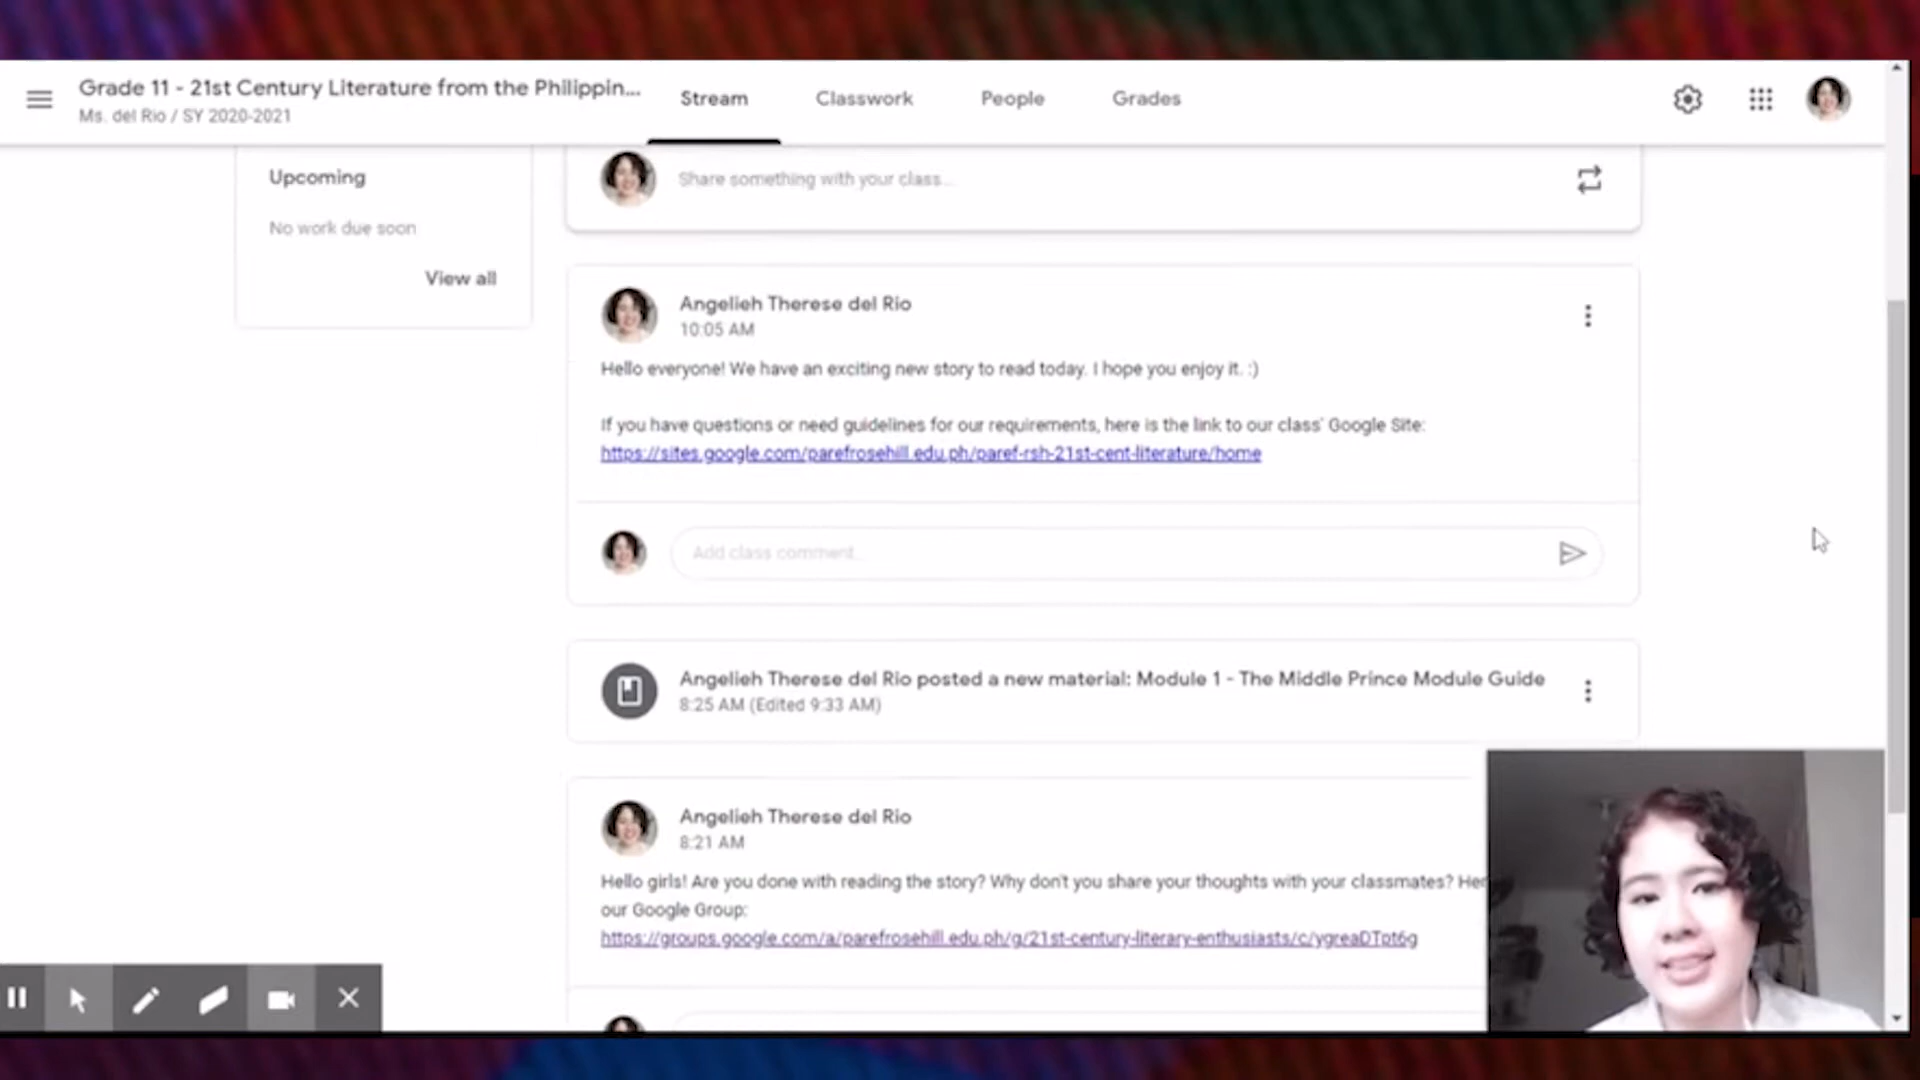 Grade 11 - 21st Century Literature from the Philippin...
Ms. del Rio / SY 2020-2021
Stream
Classwork
People
Grades
Upcoming
No work due soon
View all
Share something with your class...
Angelieh Therese del Rio
10:05 AM
Hello everyone! We have an exciting new story to read today. I hope you enjoy it. :)
If you have questions or need guidelines for our requirements, here is the link to our class' Google Site:
https://sites.google.com/parefrosehill.edu.ph/paref-rsh-21st-cent-literature/home
Add class comment...
Angelieh Therese del Rio posted a new material: Module 1 - The Middle Prince Module Guide
8:25 AM (Edited 9:33 AM)
Angelieh Therese del Rio
8:21 AM
Hello girls! Are you done with reading the story? Why don't you share your thoughts with your classmates?
our Google Group:
https://groups.google.com/a/parefrosehill.edu.ph/g/21st-century-literary-enthusiasts/c/ygreaDTpt6g